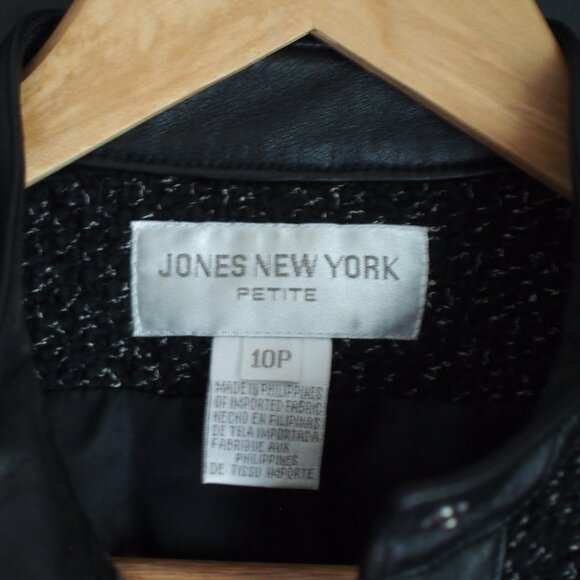 JONES NEW YORK
PETITE
10P
MADE IN PHILIPPINES
OF IMPORTED FABRIC
HECHO EN FILIPINAS
DE TELA IMPORTADA
FABRIQUE AUX
PHILIPPINES
DE TISSU IMPORTE